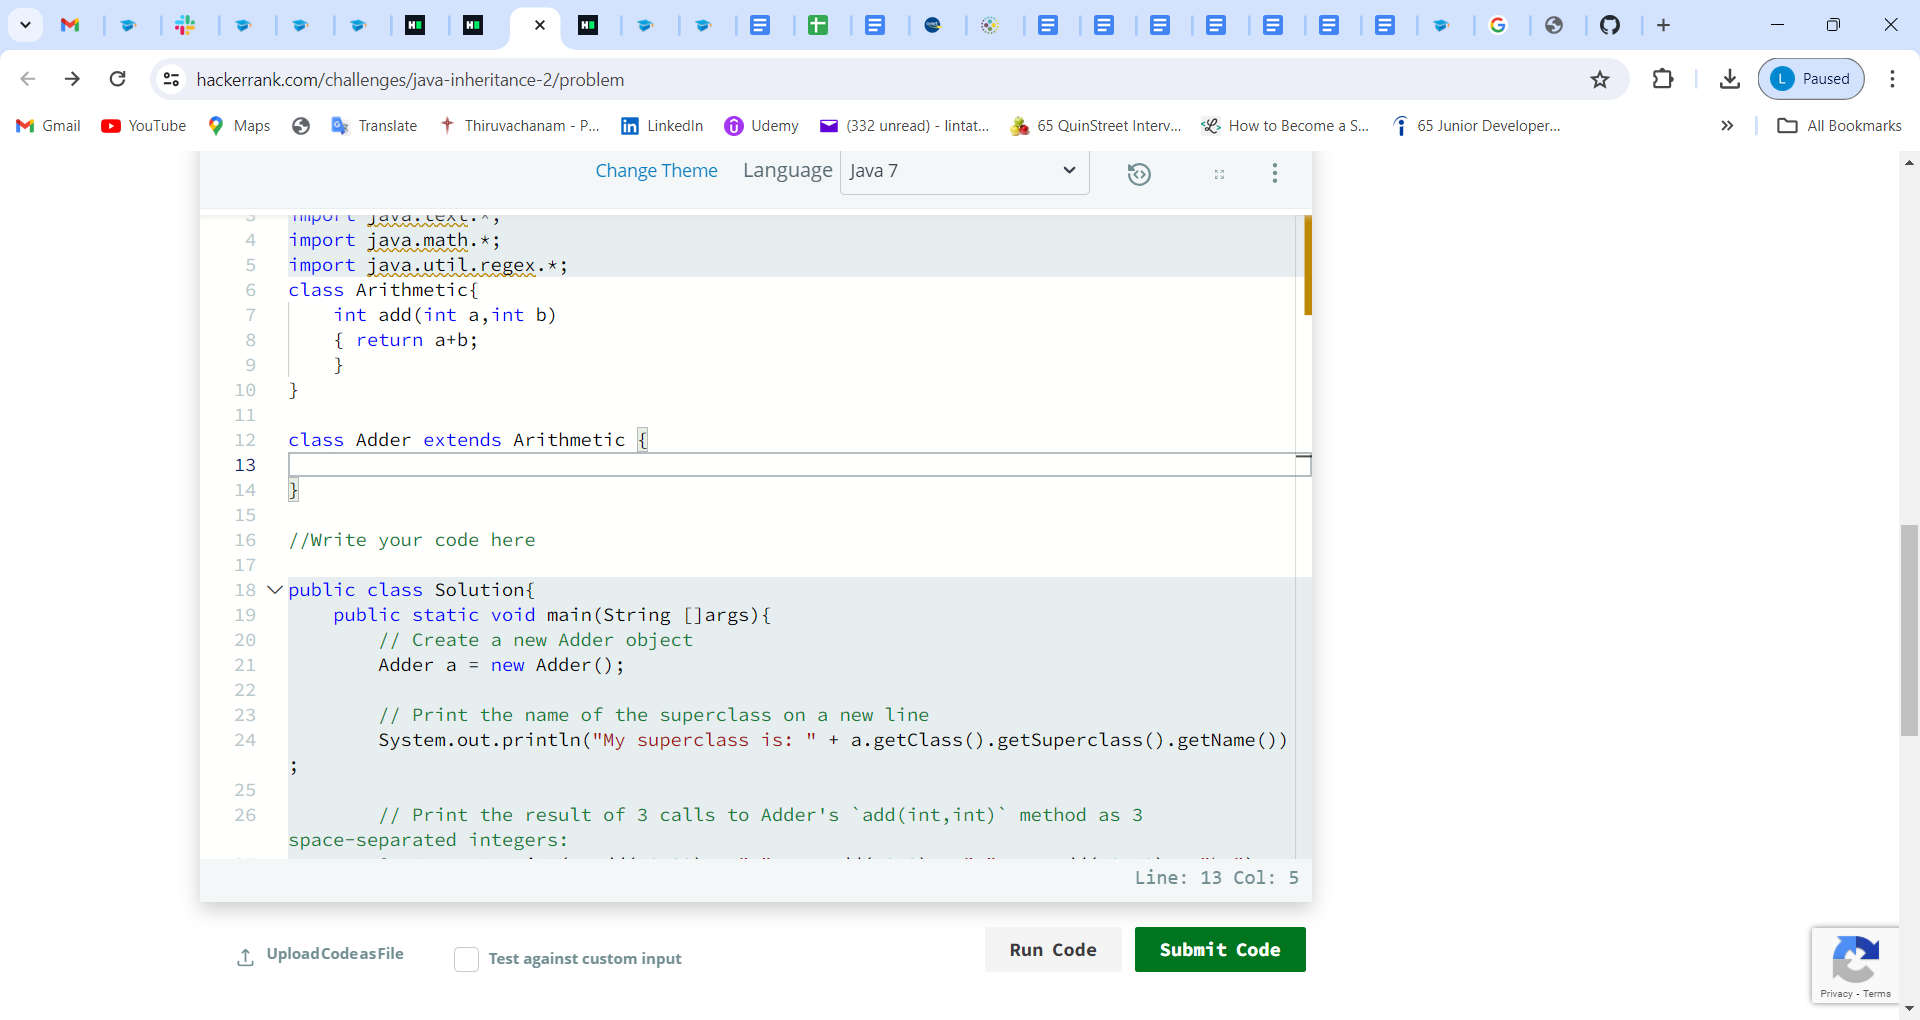 hackerrank.com/challenges/java-inheritance-2/problem
L Paused
Gmail YouTube Maps Translate Thiruvachanam - P... LinkedIn Udemy (332 unread) - lintat... 65 QuinStreet Interv... How to Become a S... 65 Junior Developer... » All Bookmarks
Change Theme Language Java 7
3 import java.text.*;
4 import java.math.*;
5 import java.util.regex.*;
6 class Arithmetic{
7 int add(int a,int b)
8 { return a+b;
9 }
10 }
11
12 class Adder extends Arithmetic {
13
14 }
15
16 //Write your code here
17
18 public class Solution{
19 public static void main(String []args){
20 // Create a new Adder object
21 Adder a = new Adder();
22
23 // Print the name of the superclass on a new line
24 System.out.println("My superclass is: " + a.getClass().getSuperclass().getName())
;
25
26 // Print the result of 3 calls to Adder's `add(int,int)` method as 3
space-separated integers:
Line: 13 Col: 5
Upload Code as File Test against custom input Run Code Submit Code
Privacy - Terms